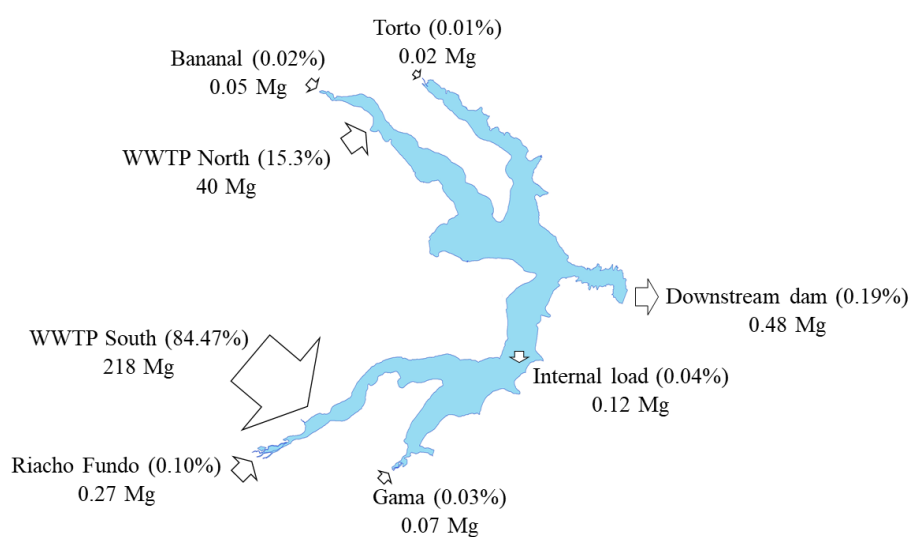 Torto (0.01%)
0.02 Mg
Bananal (0.02%)
0.05 Mg
WWTP North (15.3%)
40 Mg
Downstream dam (0.19%)
0.48 Mg
WWTP South (84.47%)
218 Mg
Internal load (0.04%)
0.12 Mg
Riacho Fundo (0.10%)
0.27 Mg
Gama (0.03%)
0.07 Mg